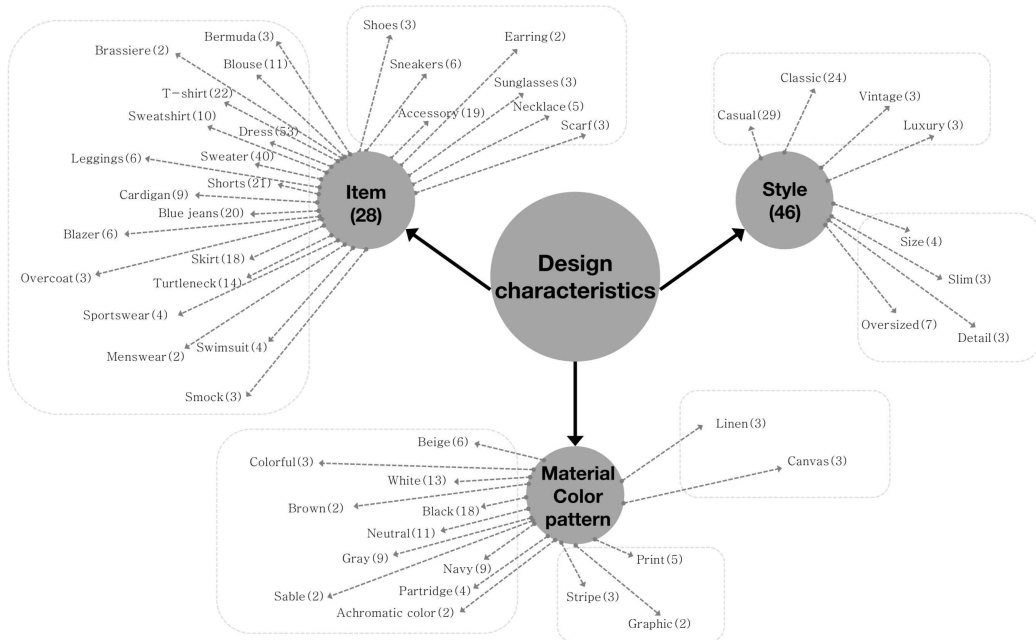 Shoes(3)
Bermuda(3)
Earring(2)
Brassiere(2)
Blouse(11)
Sneakers(6)
Classic(24)
Sunglasses(3)
T-shirt(22)
Vintage(3)
Necklace(5)
Sweatshirt(10)
Accessory(19)
Casual(29)
Scarf(3)
Luxury(3)
Dress(53)
Leggings(6)
Sweater(40)
Shorts(21)
Cardigan(9)
Item
(28)
Style
(46)
Blue jeans(20)
Blazer(6)
Size(4)
Skirt(18)
Design
characteristics
Overcoat(3)
Turtleneck(14)
Slim(3)
Sportswear(4)
Oversized(7)
Detail(3)
Menswear(2)
Swimsuit(4)
Smock(3)
Linen(3)
Beige(6)
Colorful(3)
Canvas(3)
White(13)
Material
Color
pattern
Brown(2)
Black(18)
Neutral(11)
Gray(9)
Print(5)
Navy(9)
Partridge(4)
Sable(2)
Stripe(3)
Achromatic color(2)
Graphic(2)